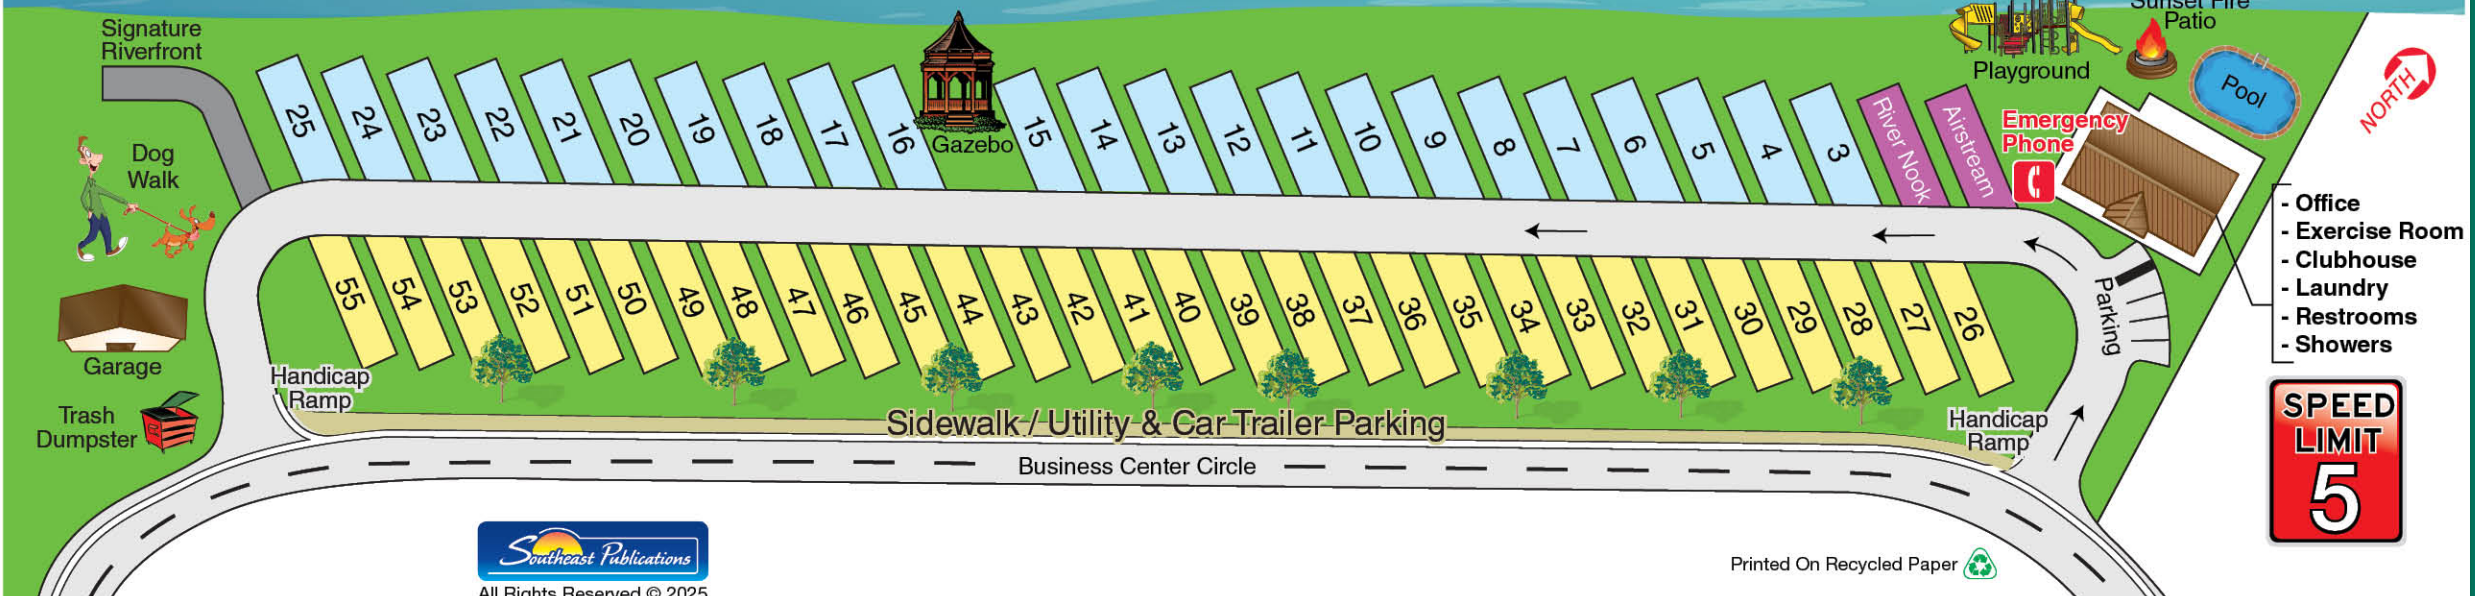 Signature
Riverfront
Sunset Fire
Patio
Playground
Pool
NORTH
25
24
23
22
21
20
19
18
17
16
Gazebo
15
14
13
12
11
10
9
8
7
6
5
4
3
River Nook
Airstream
Emergency
Phone
Dog
Walk
- Office
- Exercise Room
- Clubhouse
- Laundry
- Restrooms
- Showers
55
54
53
52
51
50
49
48
47
46
45
44
43
42
41
40
39
38
37
36
35
34
33
32
31
30
29
28
27
26
Parking
Garage
Handicap
Ramp
Trash
Dumpster
Sidewalk / Utility & Car Trailer Parking
Handicap
Ramp
Business Center Circle
SPEED
LIMIT
5
Southeast Publications
Printed On Recycled Paper
All Rights Reserved © 2025